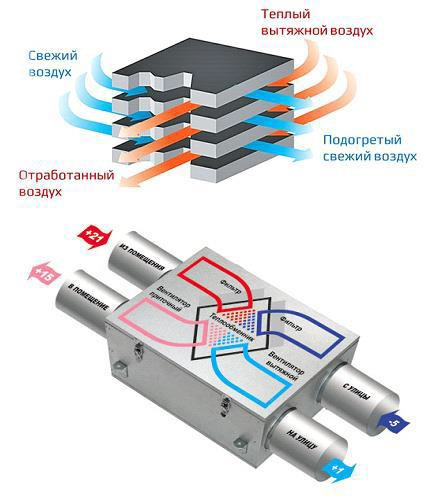 Теплый
вытяжной воздух
Свежий
воздух
Подогретый
свежий воздух
Отработанный
воздух
+21
ИЗ ПОМЕЩЕНИЯ
+15
В ПОМЕЩЕНИЕ
Фильтр
Вентилятор
приточный
Теплообменник
Фильтр
Вентилятор
вытяжной
С УЛИЦЫ
-5
НА УЛИЦУ
+1